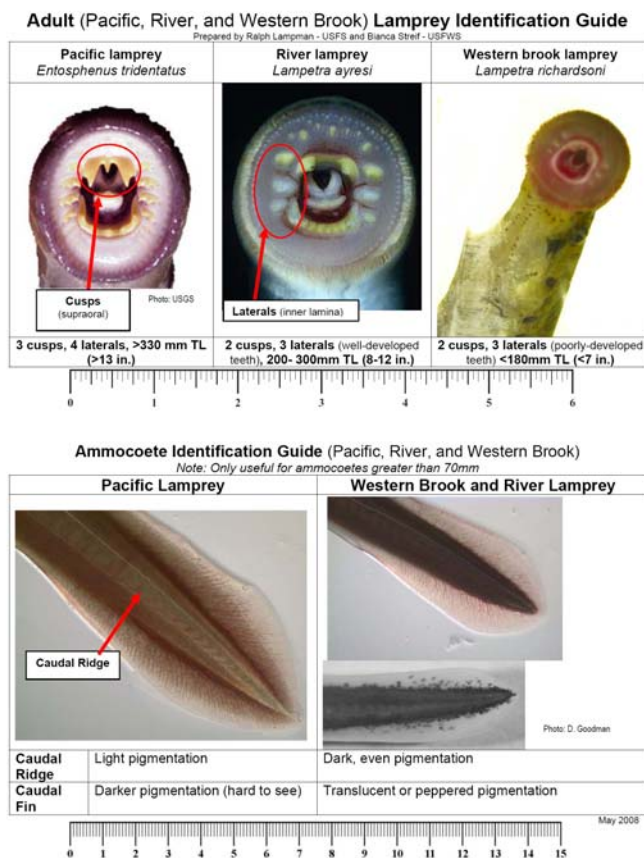 Adult (Pacific, River, and Western Brook) Lamprey Identification Guide
Prepared by Ralph Lampman - USFS and Bianca Streif - USFWS
Pacific lamprey
Entosphenus tridentatus
River lamprey
Lampetra ayresi
Western brook lamprey
Lampetra richardsoni
Cusps
(supraoral)
Photo: USGS
Laterals (inner lamina)
3 cusps, 4 laterals, >330 mm TL
(>13 in.)
2 cusps, 3 laterals (well-developed
teeth), 200- 300mm TL (8-12 in.)
2 cusps, 3 laterals (poorly-developed
teeth) <180mm TL (<7 in.)
0 1 2 3 4 5 6
Ammocoete Identification Guide (Pacific, River, and Western Brook)
Note: Only useful for ammocoetes greater than 70mm
Pacific Lamprey
Western Brook and River Lamprey
Caudal Ridge
Photo: D. Goodman
Caudal
Ridge
Light pigmentation
Dark, even pigmentation
Caudal
Fin
Darker pigmentation (hard to see)
Translucent or peppered pigmentation
May 2008
0 1 2 3 4 5 6 7 8 9 10 11 12 13 14 15